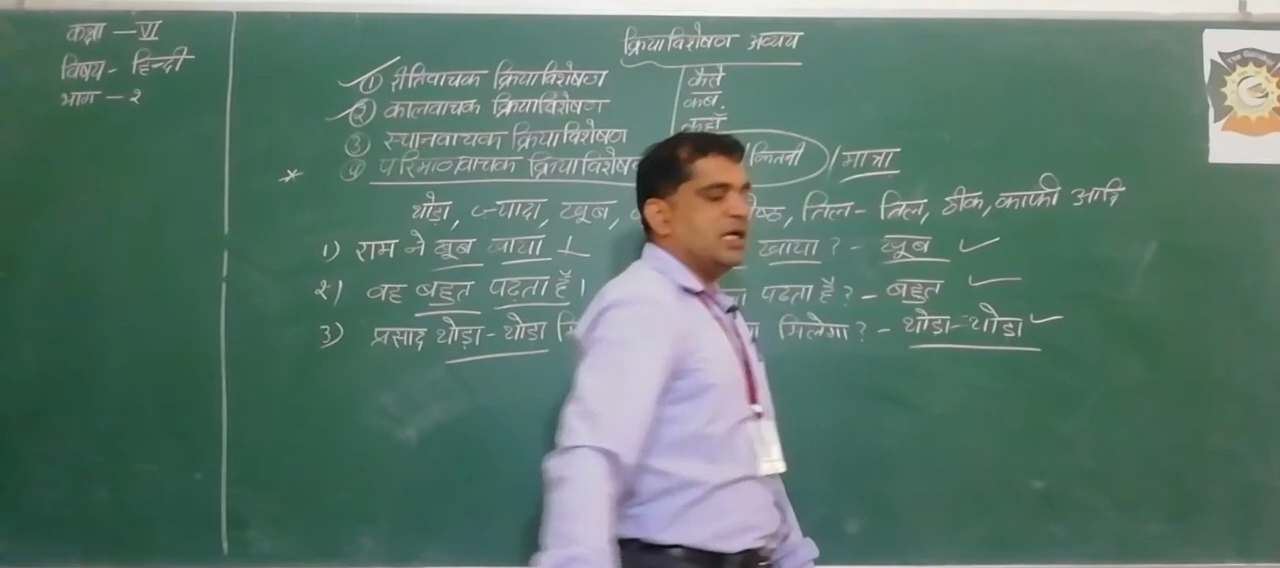 कक्षा - VI
विषय - हिन्दी
भाग - २
क्रियाविशेषण अव्यय
① रीतिवाचक क्रियाविशेषण कैसे
② कालवाचक क्रियाविशेषण कब.
③ स्थानवाचक क्रियाविशेषण कहाँ
* ④ परिमाणवाचक क्रियाविशेषण कितनी / मात्रा
थोड़ा, ज्यादा, खूब, तिल - तिल, ठीक, काफी आदि
१) राम ने खूब खाया खाया ? - खूब
२) वह बहुत पढ़ता है। पढता है ? - बहुत
३) प्रसाद थोड़ा - थोडा मिलेगा ? - थोडा - थोड़ा